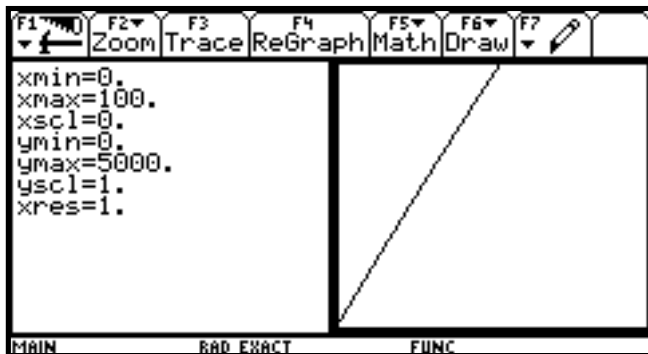 F1 F2 F3 F4 F5 F6 F7
Zoom Trace ReGraph Math Draw
xmin=0.
xmax=100.
xscl=0.
ymin=0.
ymax=5000.
yscl=1.
xres=1.
MAIN RAD EXACT FUNC